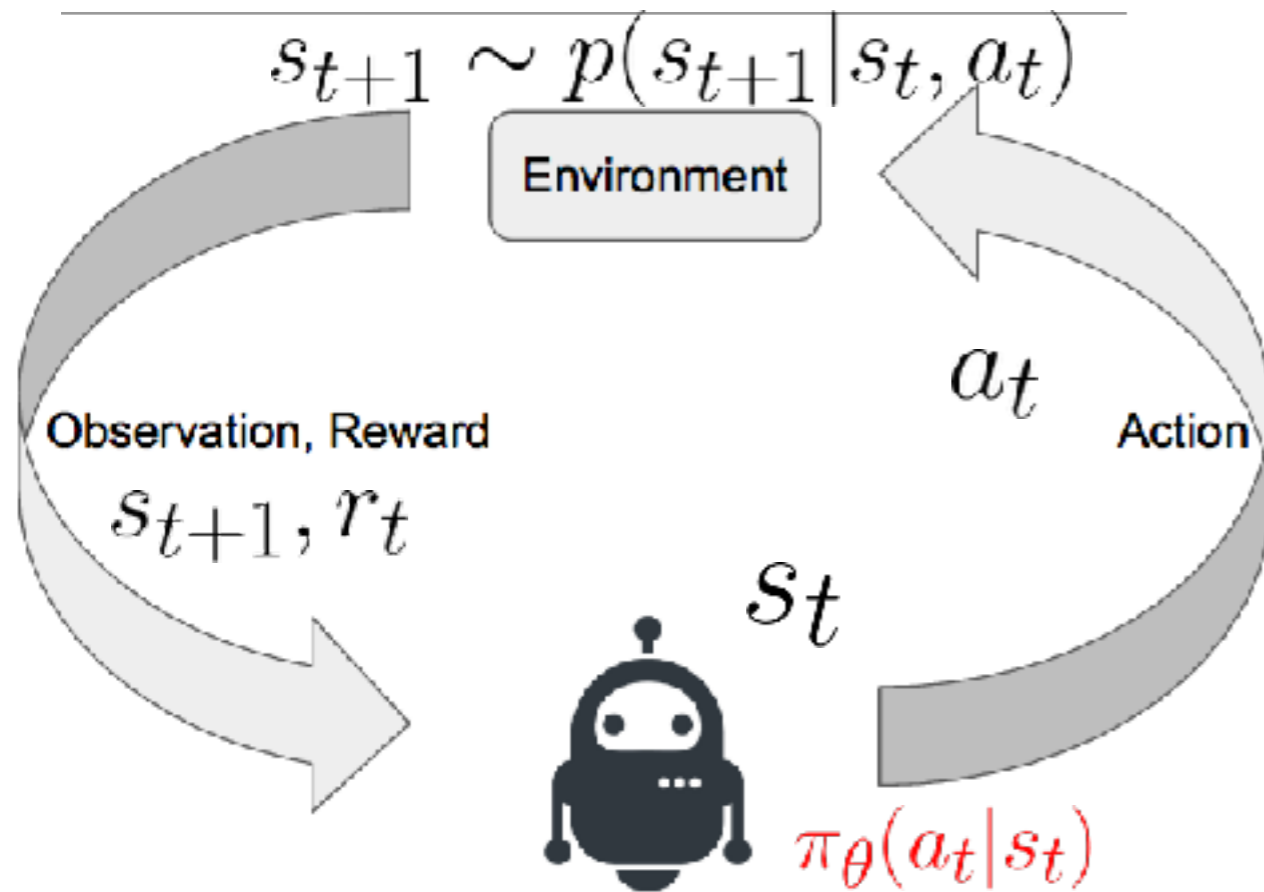 s_{t+1} ∼ p(s_{t+1}|s_t, a_t)
Environment
a_t
Observation, Reward
Action
s_{t+1}, r_t
s_t
π_θ(a_t|s_t)